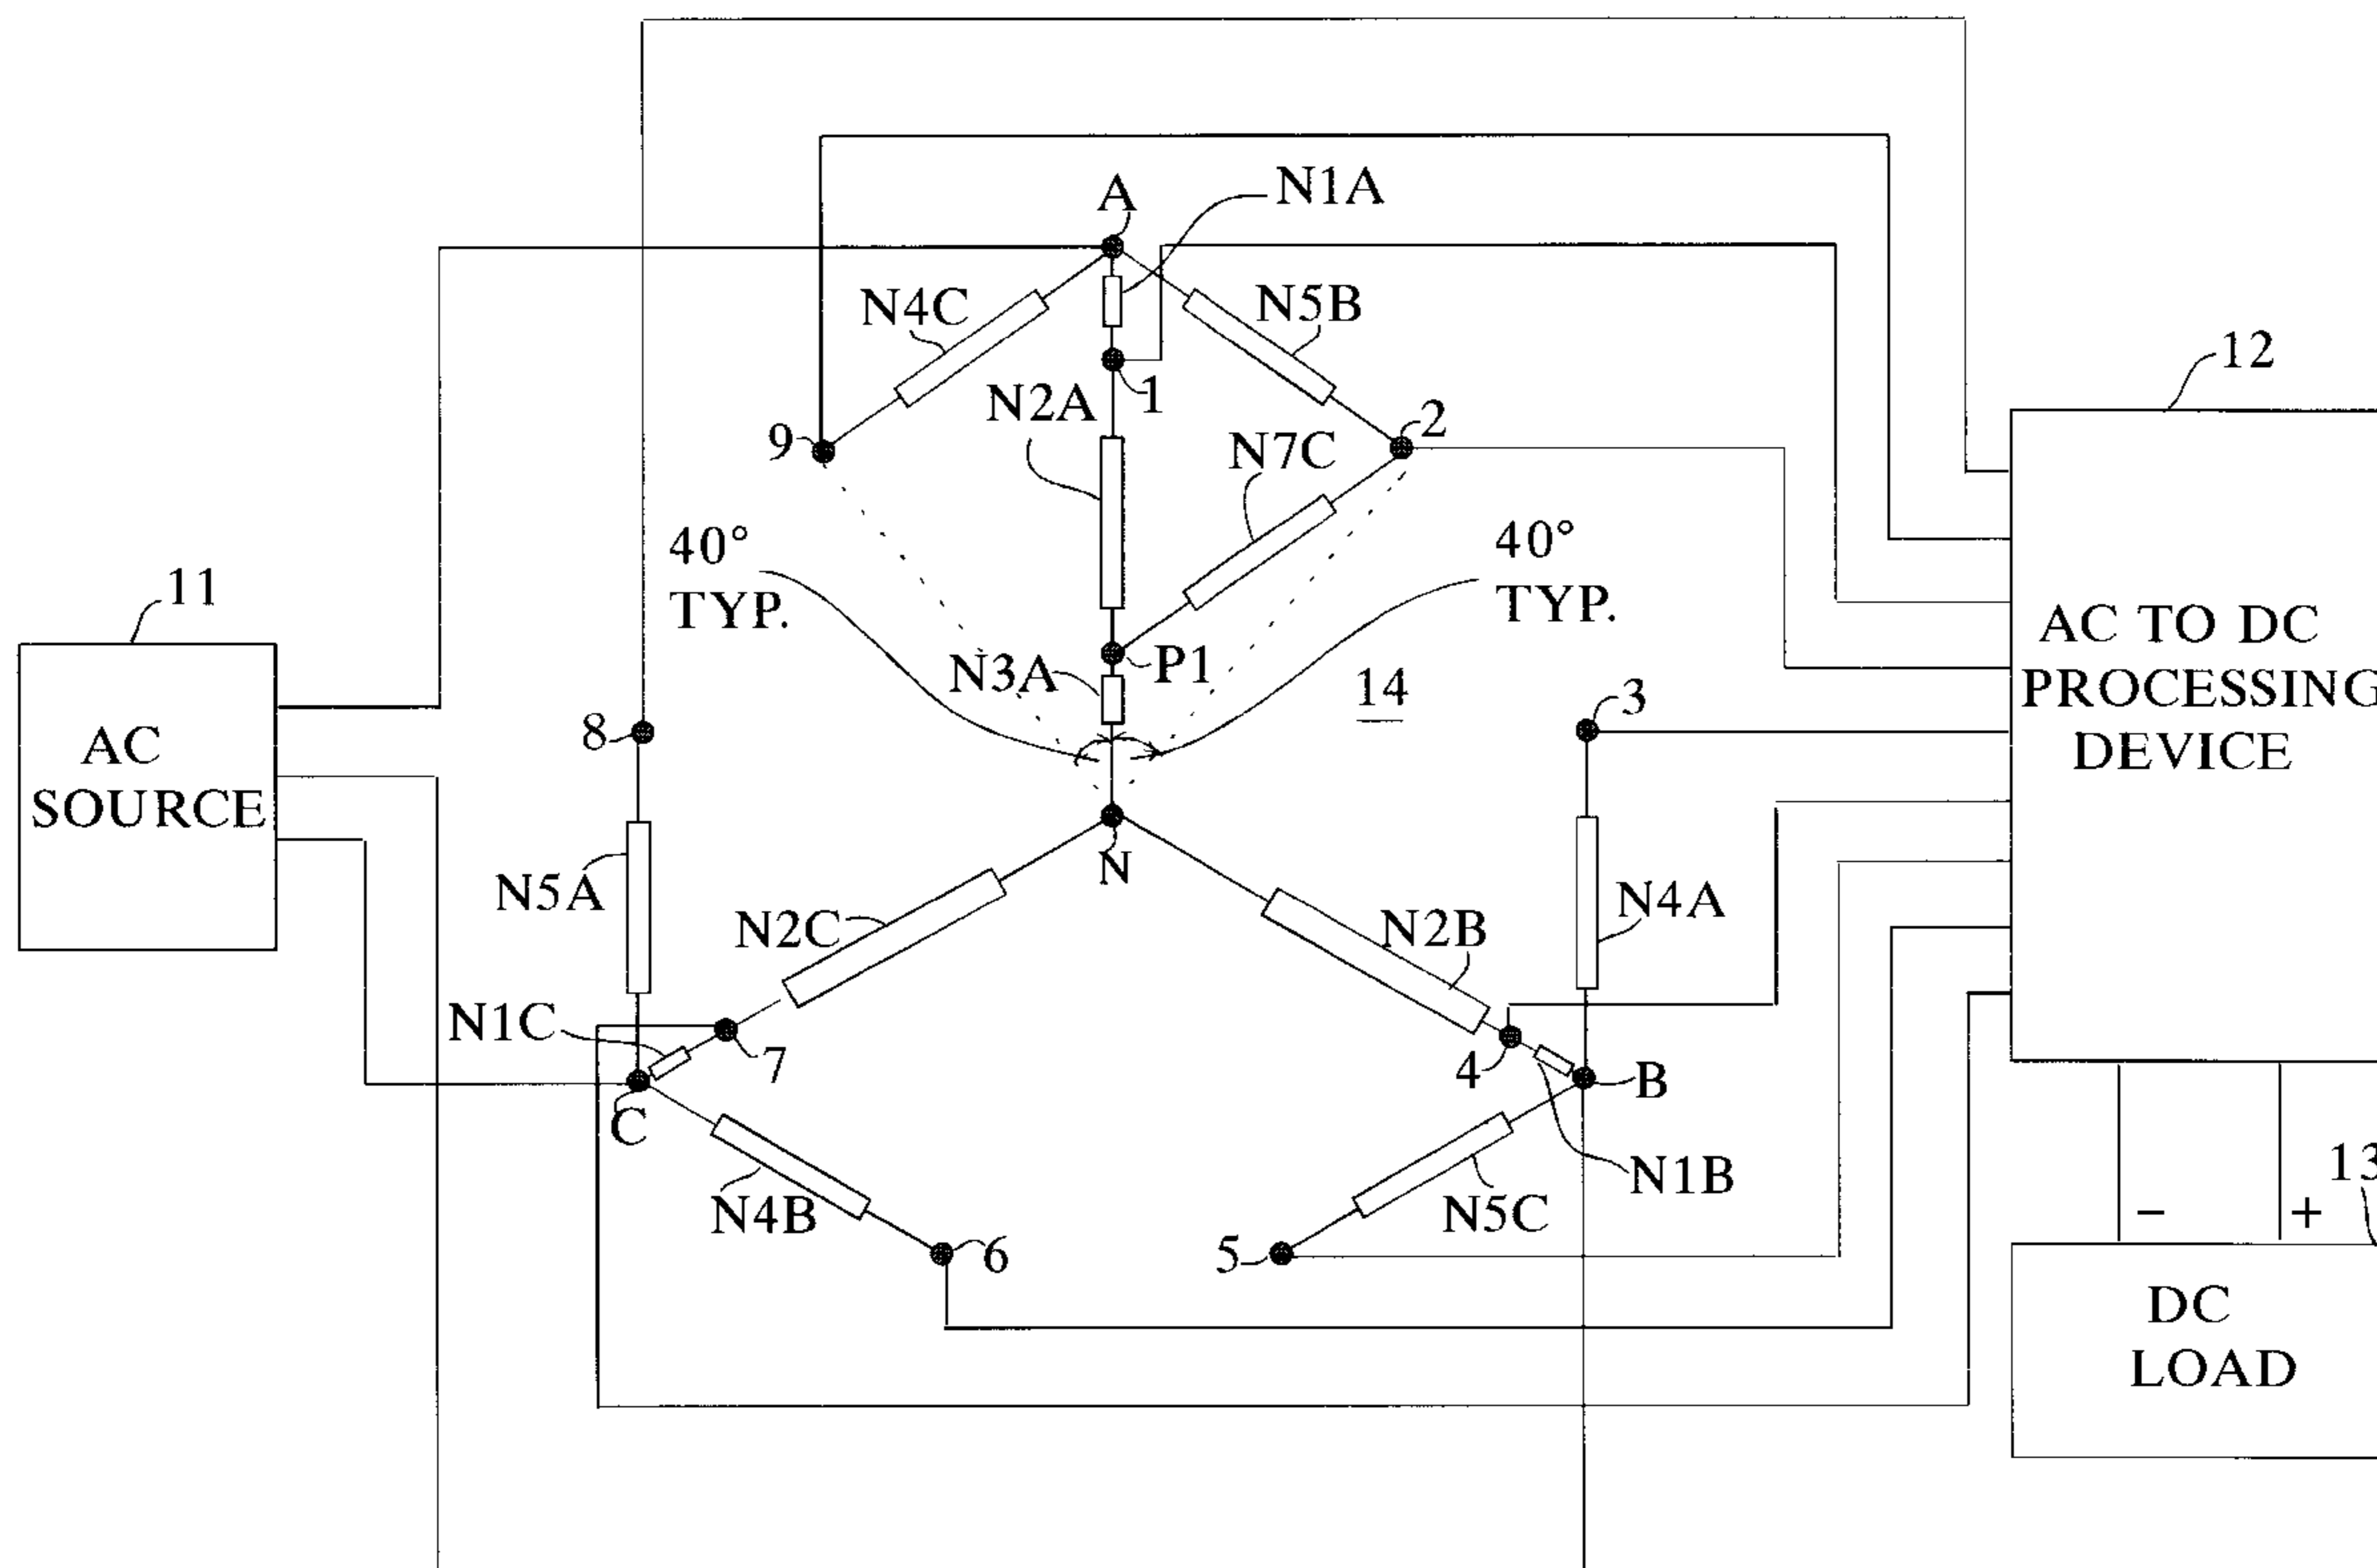 A
N1A
N4C
N5B
12
N2A
1
9
2
N7C
40°
TYP.
40°
TYP.
11
AC TO DC
PROCESSING
DEVICE
N3A
P1
14
3
8
AC
SOURCE
N
N5A
N2C
N2B
N4A
N1C
7
4
B
C
N4B
N5C
N1B
13
6
5
−
+
DC
LOAD